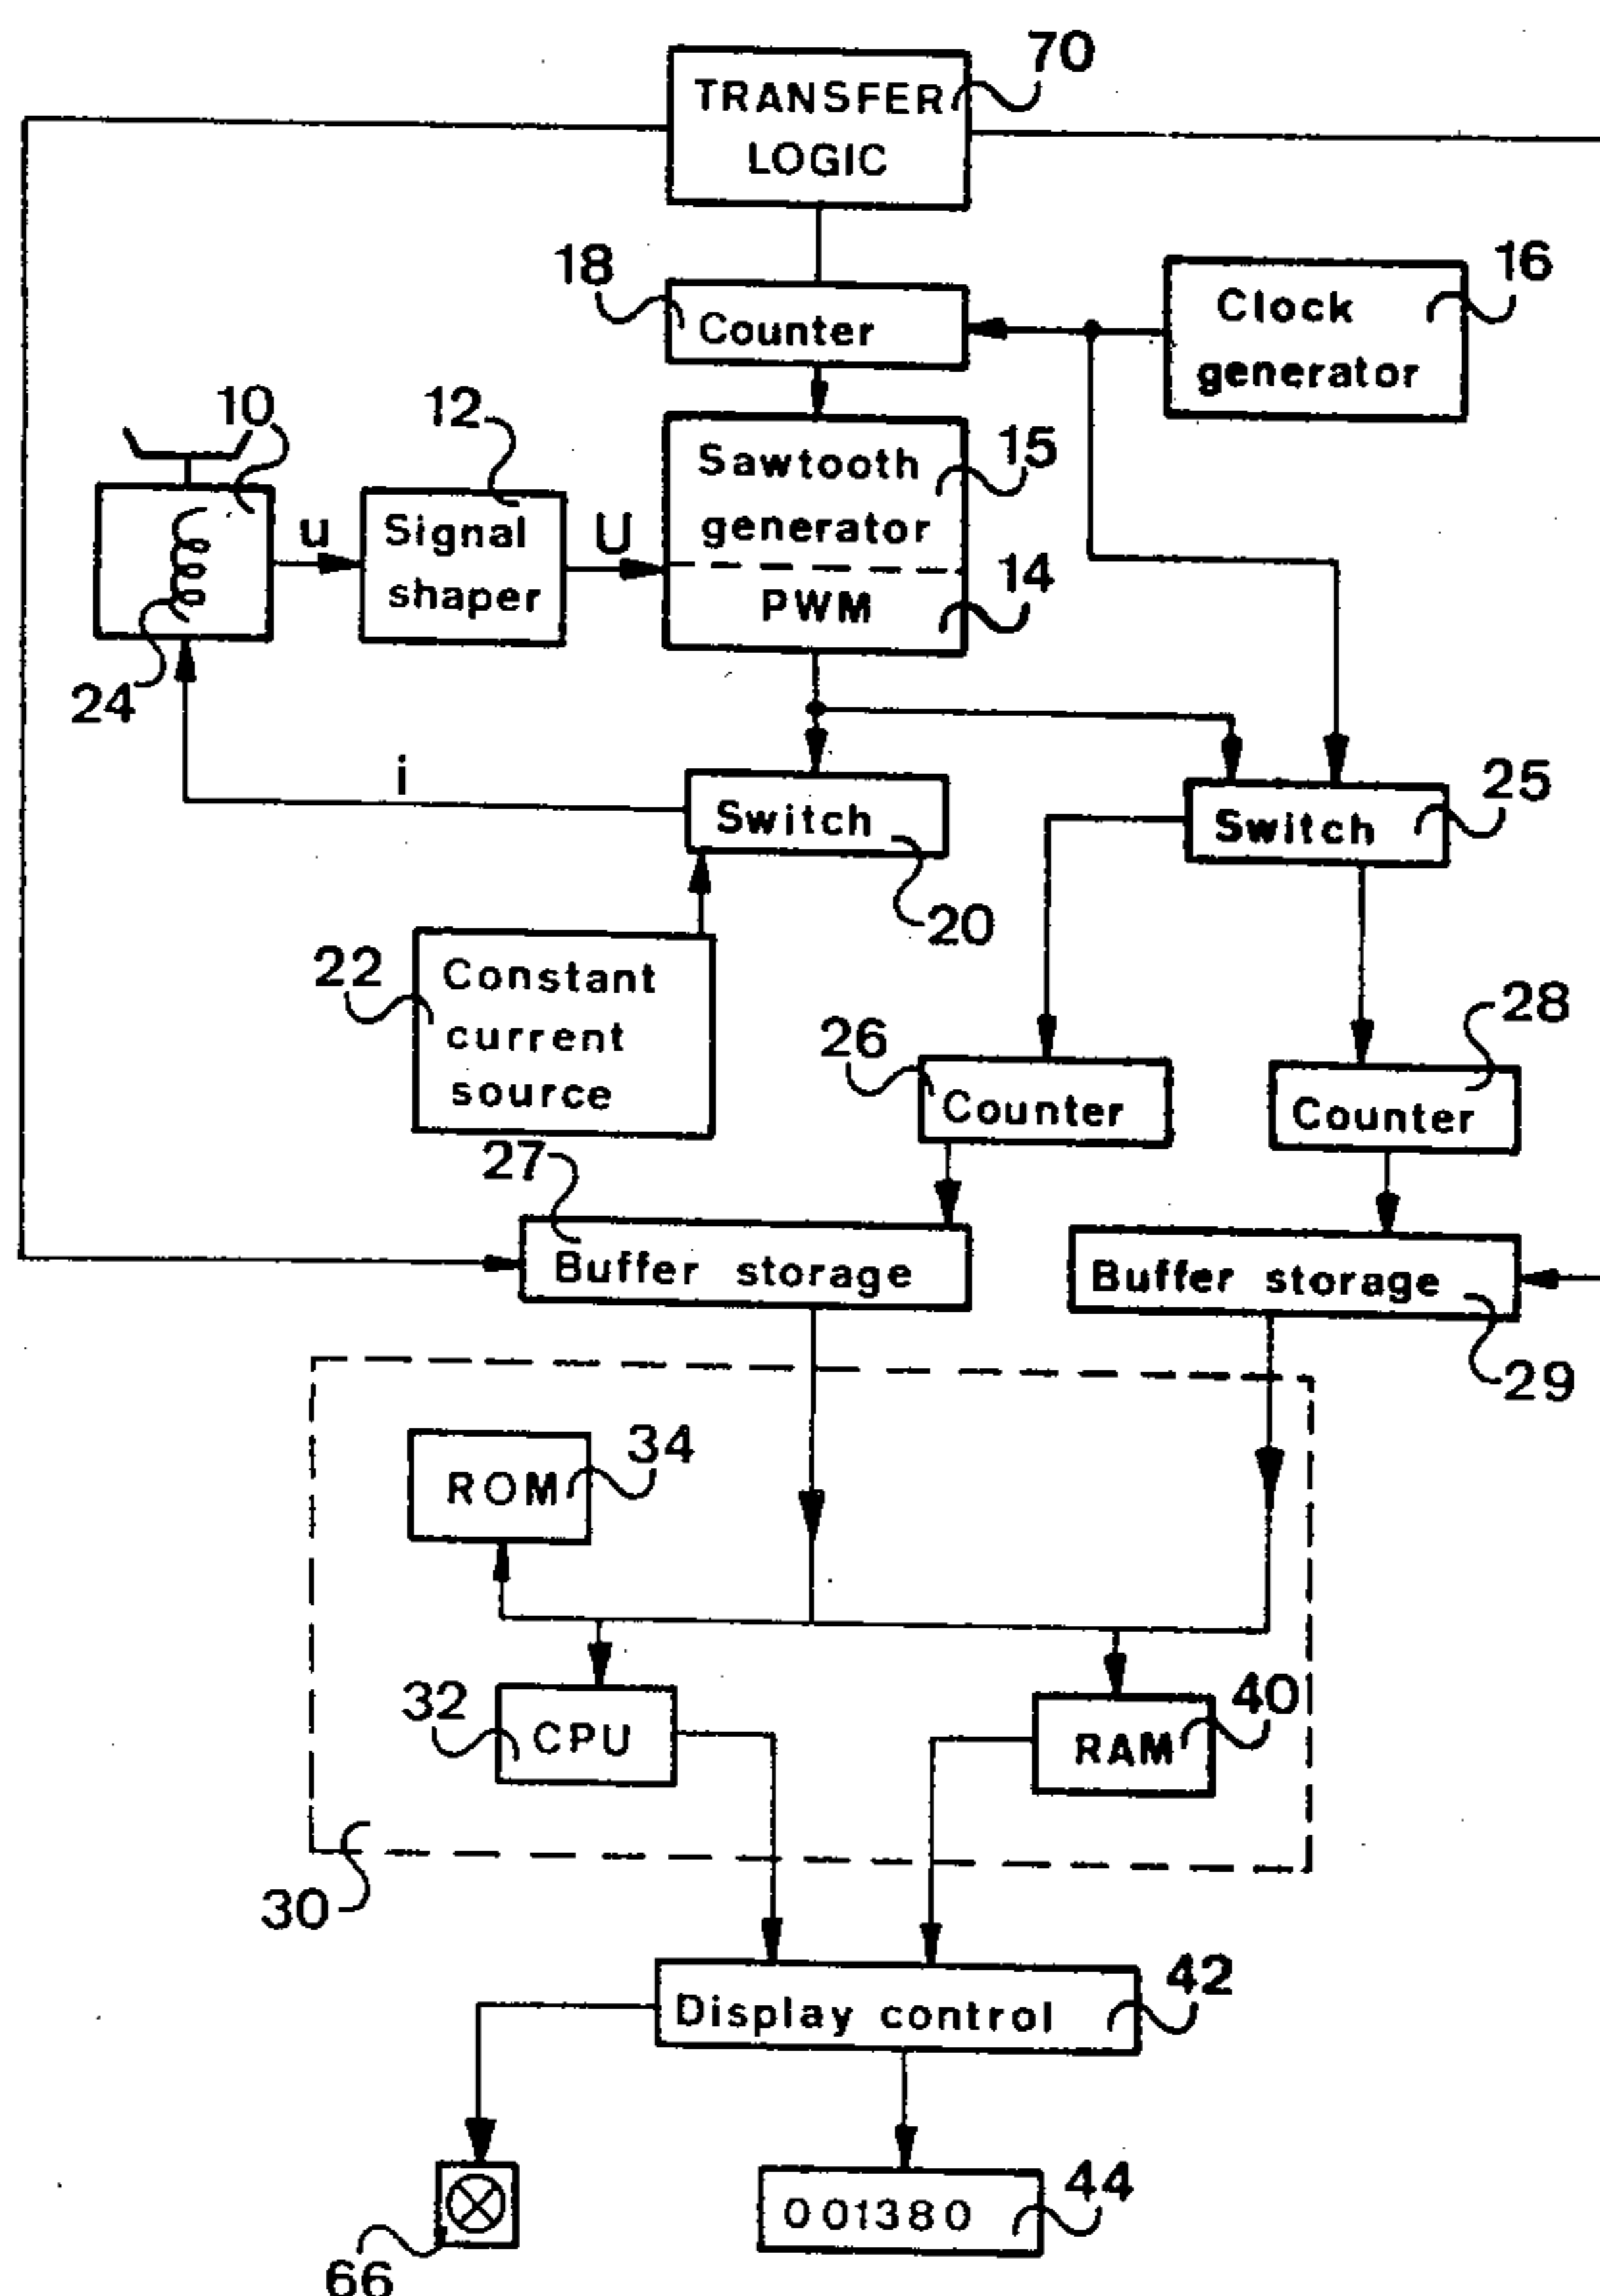 70
TRANSFER
LOGIC
18
16
Counter
Clock
generator
10
12
15
Sawtooth
generator
u
Signal
shaper
U
14
PWM
24
i
25
Switch
Switch
20
22
Constant
current
source
28
26
Counter
Counter
27
Buffer storage
Buffer storage
29
34
ROM
32
CPU
40
RAM
30
42
Display control
44
001380
66